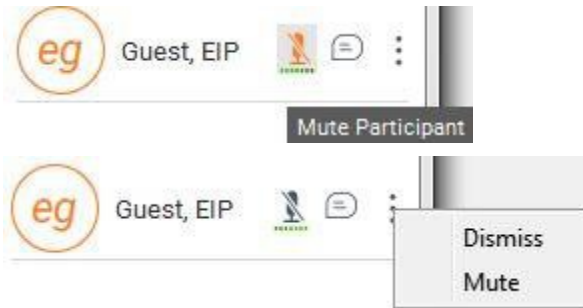 eg Guest, EIP
Mute Participant
eg Guest, EIP
Dismiss
Mute